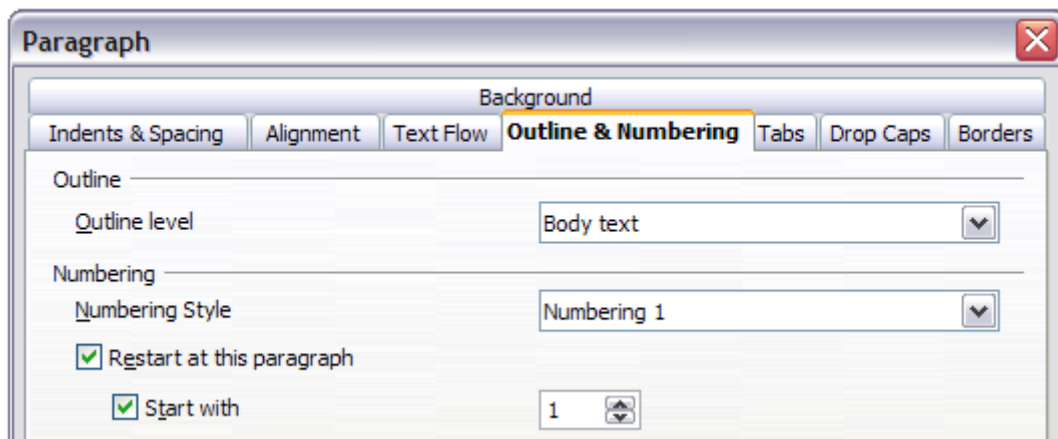 Paragraph
Background
Indents & Spacing Alignment Text Flow Outline & Numbering Tabs Drop Caps Borders
Outline
Outline level Body text
Numbering
Numbering Style Numbering 1
Restart at this paragraph
Start with 1